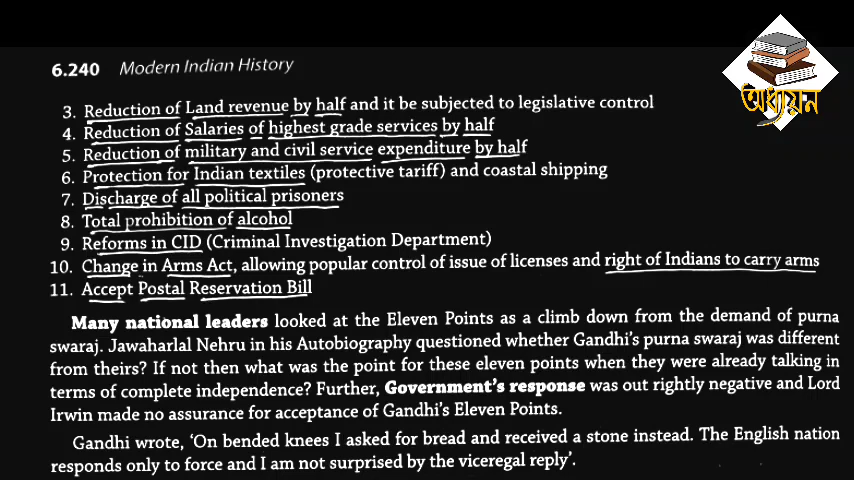 6.240 Modern Indian History
অধ্যয়ন
3. Reduction of Land revenue by half and it be subjected to legislative control
4. Reduction of Salaries of highest grade services by half
5. Reduction of military and civil service expenditure by half
6. Protection for Indian textiles (protective tariff) and coastal shipping
7. Discharge of all political prisoners
8. Total prohibition of alcohol
9. Reforms in CID (Criminal Investigation Department)
10. Change in Arms Act, allowing popular control of issue of licenses and right of Indians to carry arms
11. Accept Postal Reservation Bill
Many national leaders looked at the Eleven Points as a climb down from the demand of purna
swaraj. Jawaharlal Nehru in his Autobiography questioned whether Gandhi's purna swaraj was different
from theirs? If not then what was the point for these eleven points when they were already talking in
terms of complete independence? Further, Government's response was out rightly negative and Lord
Irwin made no assurance for acceptance of Gandhi's Eleven Points.
Gandhi wrote, 'On bended knees I asked for bread and received a stone instead. The English nation
responds only to force and I am not surprised by the viceregal reply'.